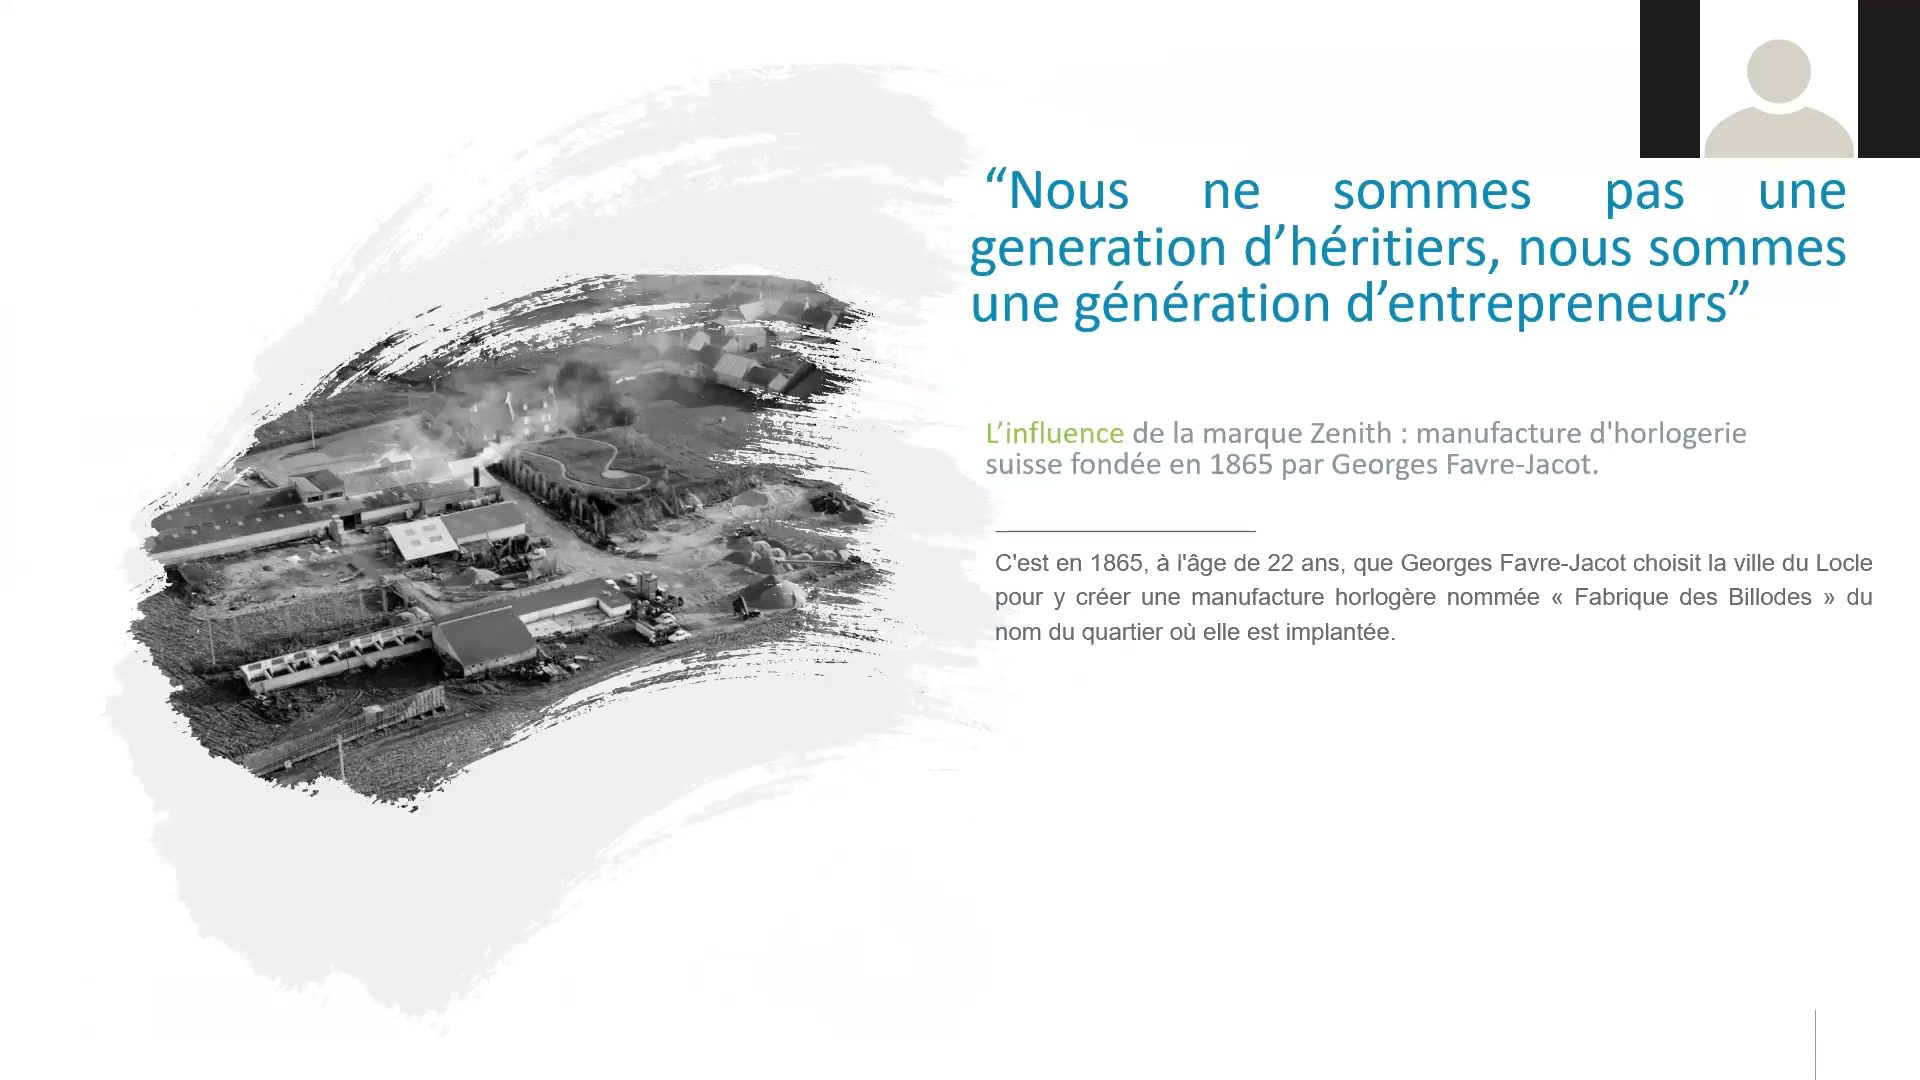 “Nous ne sommes pas une
generation d’héritiers, nous sommes
une génération d’entrepreneurs”
L’influence de la marque Zenith : manufacture d'horlogerie
suisse fondée en 1865 par Georges Favre-Jacot.
C'est en 1865, à l'âge de 22 ans, que Georges Favre-Jacot choisit la ville du Locle
pour y créer une manufacture horlogère nommée « Fabrique des Billodes » du
nom du quartier où elle est implantée.